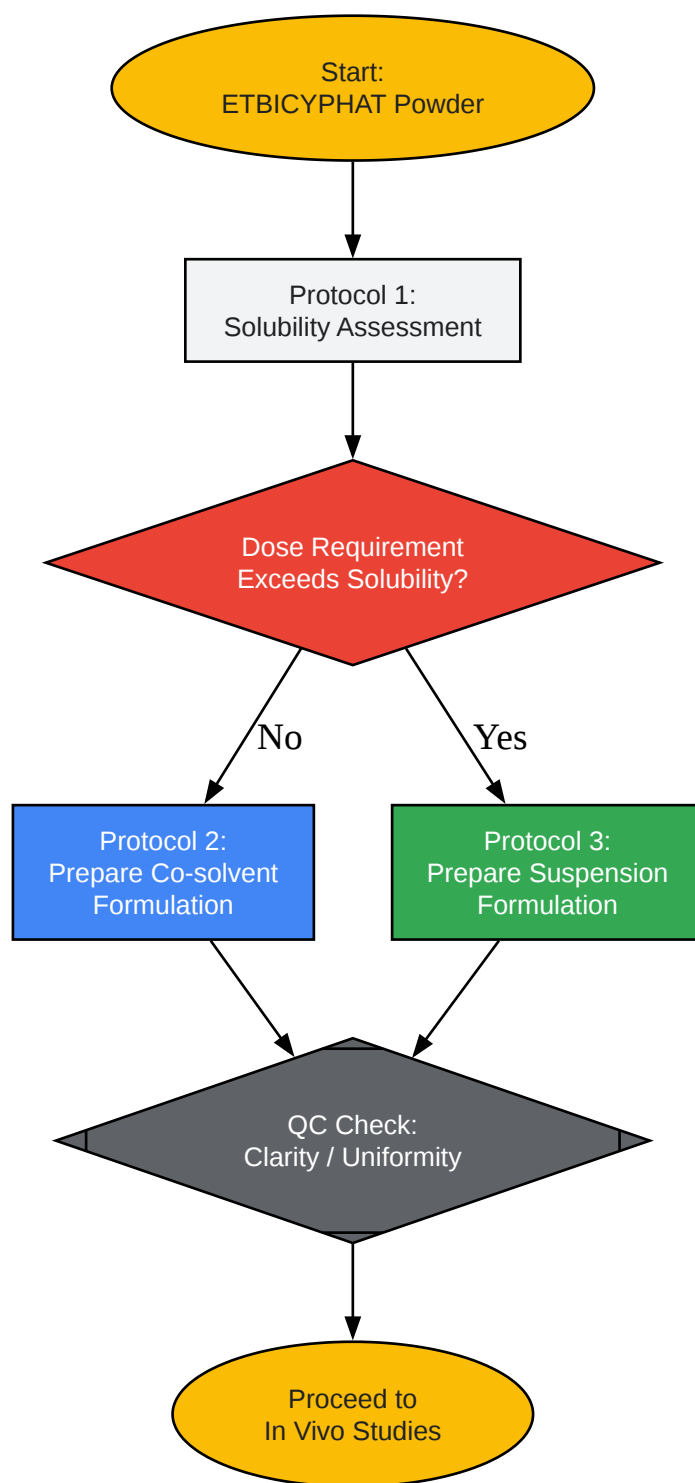 Start:
ETBICYPHAT Powder
Protocol 1:
Solubility Assessment
Dose Requirement
Exceeds Solubility?
No
Yes
Protocol 2:
Prepare Co-solvent
Formulation
Protocol 3:
Prepare Suspension
Formulation
QC Check:
Clarity / Uniformity
Proceed to
In Vivo Studies